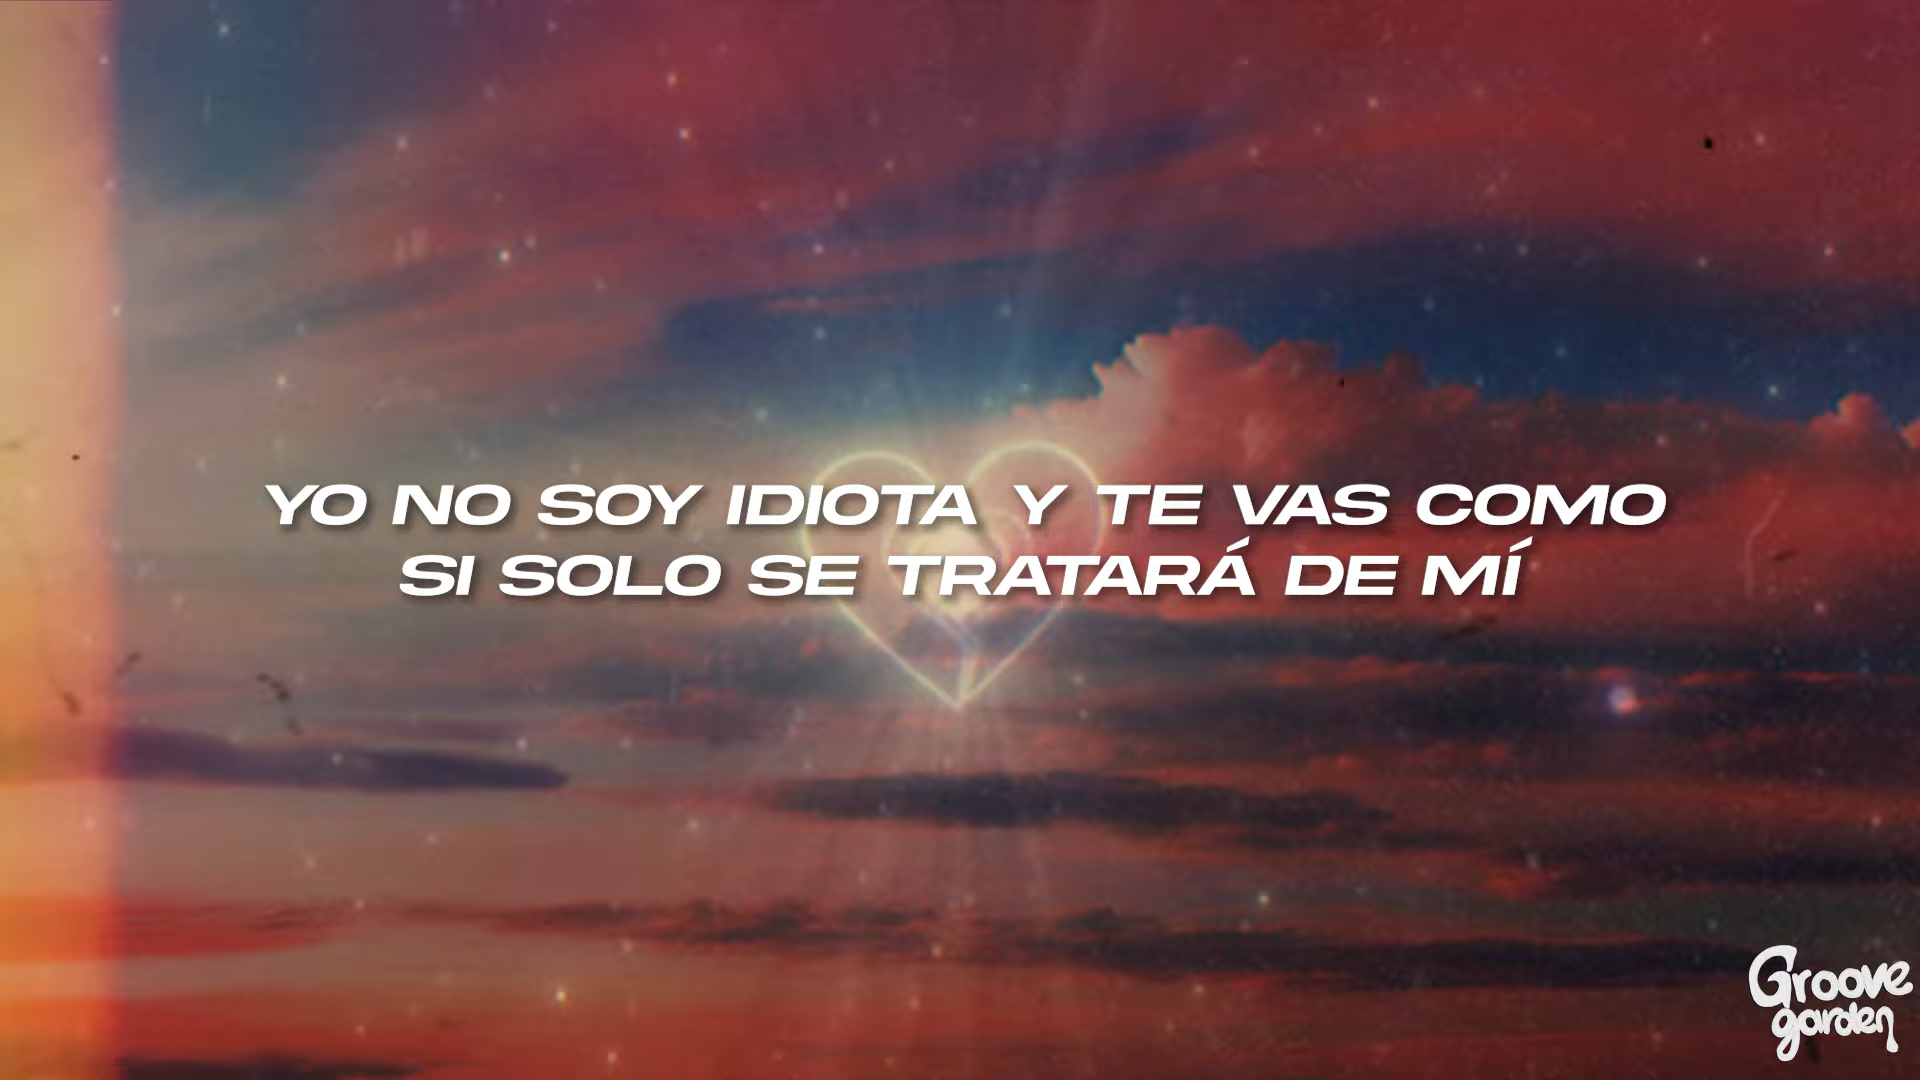 YO NO SOY IDIOTA Y TE VAS COMO
SI SOLO SE TRATARÁ DE MÍ
Groove
garden